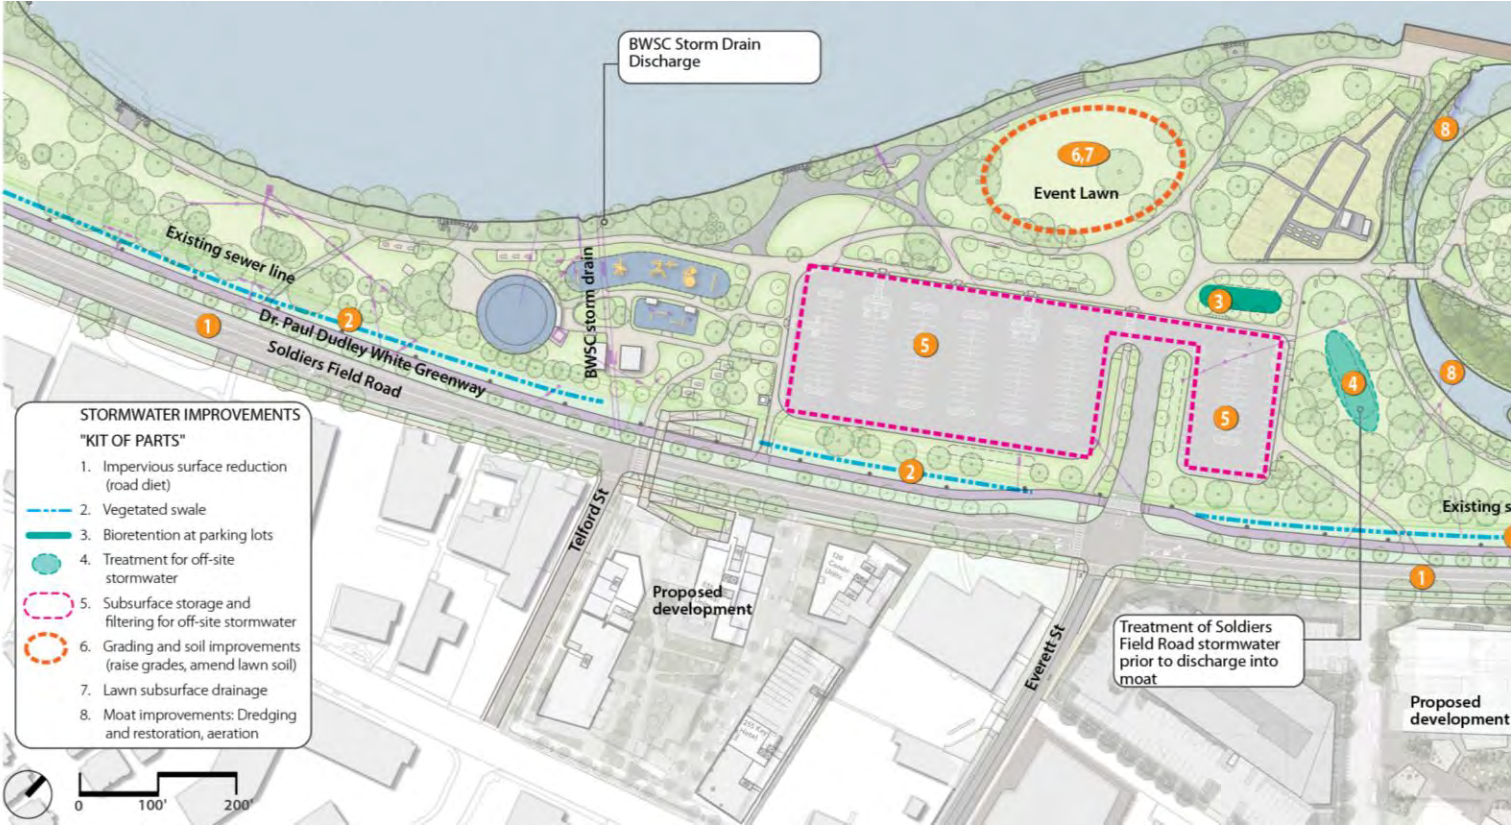 BWSC Storm Drain
Discharge
8
6,7
Event Lawn
Existing sewer line
BWSC storm drain
3
1
2
Dr. Paul Dudley White Greenway
Soldiers Field Road
5
4
8
5
2
Existing s
1
Telford St
Everett St
Proposed
development
Treatment of Soldiers
Field Road stormwater
prior to discharge into
moat
Proposed
development
STORMWATER IMPROVEMENTS
"KIT OF PARTS"
1. Impervious surface reduction
(road diet)
2. Vegetated swale
3. Bioretention at parking lots
4. Treatment for off-site
stormwater
5. Subsurface storage and
filtering for off-site stormwater
6. Grading and soil improvements
(raise grades, amend lawn soil)
7. Lawn subsurface drainage
8. Moat improvements: Dredging
and restoration, aeration
0 100' 200'